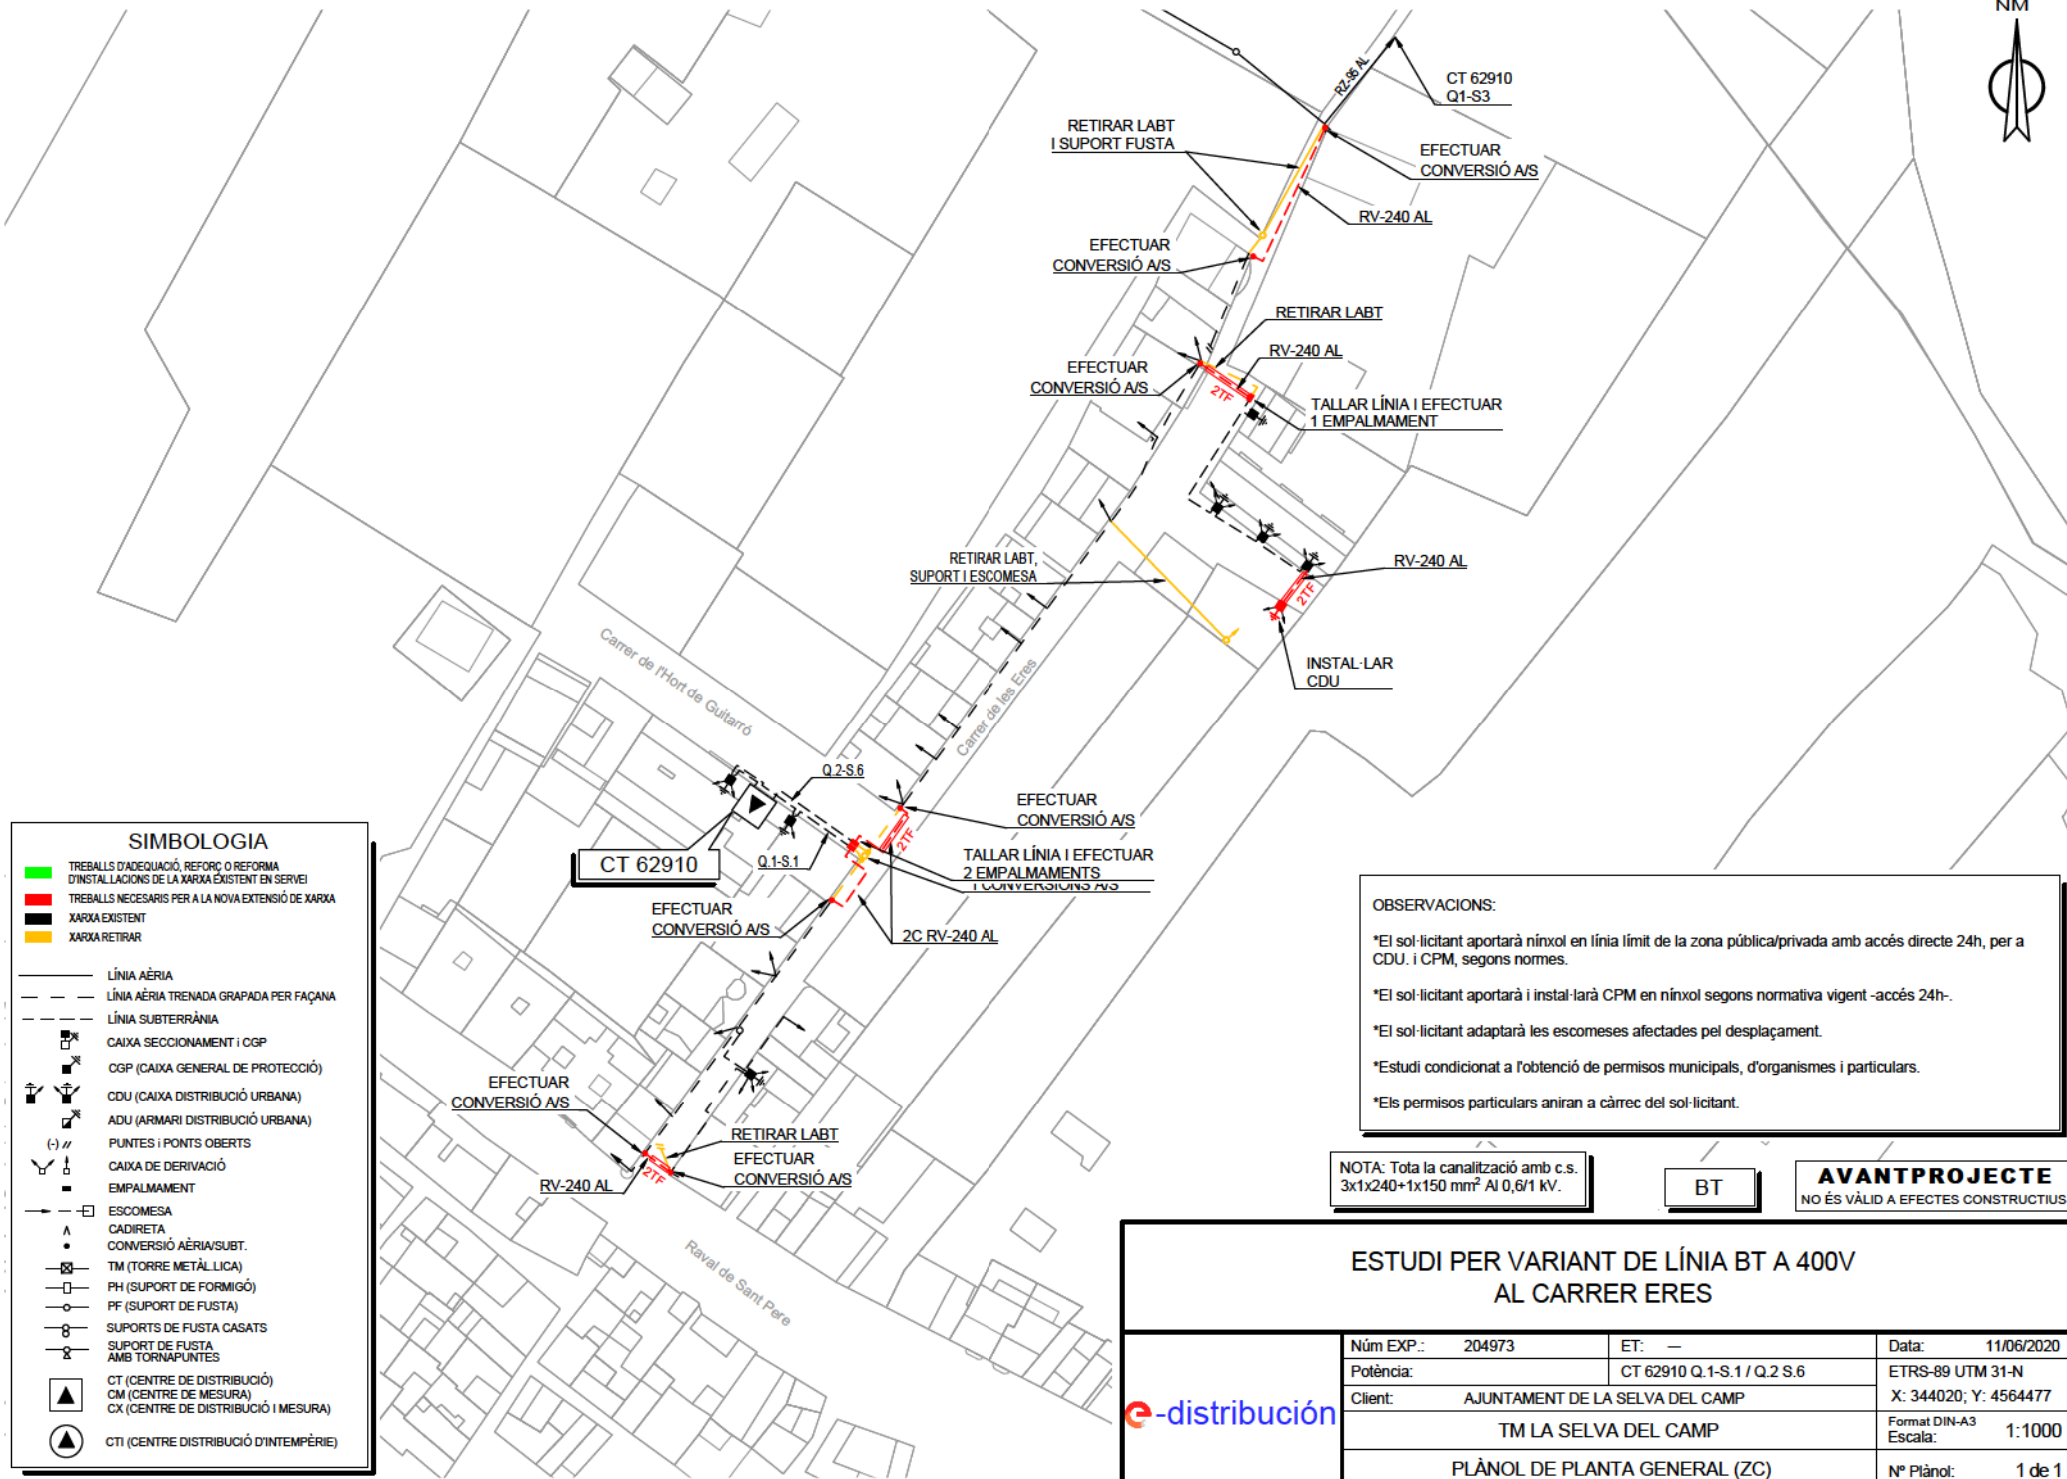 NM
CT 62910
Q1-S3
RZ-95 AL
RETIRAR LABT
I SUPORT FUSTA
EFECTUAR
CONVERSIÓ A/S
RV-240 AL
EFECTUAR
CONVERSIÓ A/S
RETIRAR LABT
RV-240 AL
EFECTUAR
CONVERSIÓ A/S
2TF
TALLAR LÍNIA I EFECTUAR
1 EMPALMAMENT
RETIRAR LABT,
SUPORT I ESCOMESA
RV-240 AL
2TF
INSTAL·LAR
CDU
Carrer de l'Hort de Guitarró
Carrer de les Eres
Q.2-S.6
EFECTUAR
CONVERSIÓ A/S
2TF
CT 62910
Q.1-S.1
TALLAR LÍNIA I EFECTUAR
2 EMPALMAMENTS
1 CONVERSIONS A/S
EFECTUAR
CONVERSIÓ A/S
2C RV-240 AL
EFECTUAR
CONVERSIÓ A/S
RETIRAR LABT
EFECTUAR
CONVERSIÓ A/S
RV-240 AL
2TF
Raval de Sant Pere
SIMBOLOGIA
TREBALLS D'ADEQUACIÓ, REFORÇ O REFORMA
D'INSTAL.LACIONS DE LA XARXA EXISTENT EN SERVEI
TREBALLS NECESARIS PER A LA NOVA EXTENSIÓ DE XARXA
XARXA EXISTENT
XARXA RETIRAR
LÍNIA AÈRIA
LÍNIA AÈRIA TRENADA GRAPADA PER FAÇANA
LÍNIA SUBTERRÀNIA
CAIXA SECCIONAMENT i CGP
CGP (CAIXA GENERAL DE PROTECCIÓ)
CDU (CAIXA DISTRIBUCIÓ URBANA)
ADU (ARMARI DISTRIBUCIÓ URBANA)
(-) // PUNTES i PONTS OBERTS
CAIXA DE DERIVACIÓ
EMPALMAMENT
ESCOMESA
CADIRETA
CONVERSIÓ AÈRIA/SUBT.
TM (TORRE METÀL.LICA)
PH (SUPORT DE FORMIGÓ)
PF (SUPORT DE FUSTA)
SUPORTS DE FUSTA CASATS
SUPORT DE FUSTA
AMB TORNAPUNTES
CT (CENTRE DE DISTRIBUCIÓ)
CM (CENTRE DE MESURA)
CX (CENTRE DE DISTRIBUCIÓ I MESURA)
CTI (CENTRE DISTRIBUCIÓ D'INTEMPÈRIE)
OBSERVACIONS:
*El sol·licitant aportarà nínxol en línia límit de la zona pública/privada amb accés directe 24h, per a
CDU. i CPM, segons normes.
*El sol·licitant aportarà i instal·larà CPM en nínxol segons normativa vigent -accés 24h-.
*El sol·licitant adaptarà les escomeses afectades pel desplaçament.
*Estudi condicionat a l'obtenció de permisos municipals, d'organismes i particulars.
*Els permisos particulars aniran a càrrec del sol·licitant.
NOTA: Tota la canalització amb c.s.
3x1x240+1x150 mm² Al 0,6/1 kV.
BT
AVANTPROJECTE
NO ÉS VÀLID A EFECTES CONSTRUCTIUS
ESTUDI PER VARIANT DE LÍNIA BT A 400V
AL CARRER ERES
e-distribución
Núm EXP.: 204973 ET: — Data: 11/06/2020
Potència: CT 62910 Q.1-S.1 / Q.2 S.6 ETRS-89 UTM 31-N
Client: AJUNTAMENT DE LA SELVA DEL CAMP X: 344020; Y: 4564477
TM LA SELVA DEL CAMP Format DIN-A3
Escala: 1:1000
PLÀNOL DE PLANTA GENERAL (ZC) Nº Plànol: 1 de 1